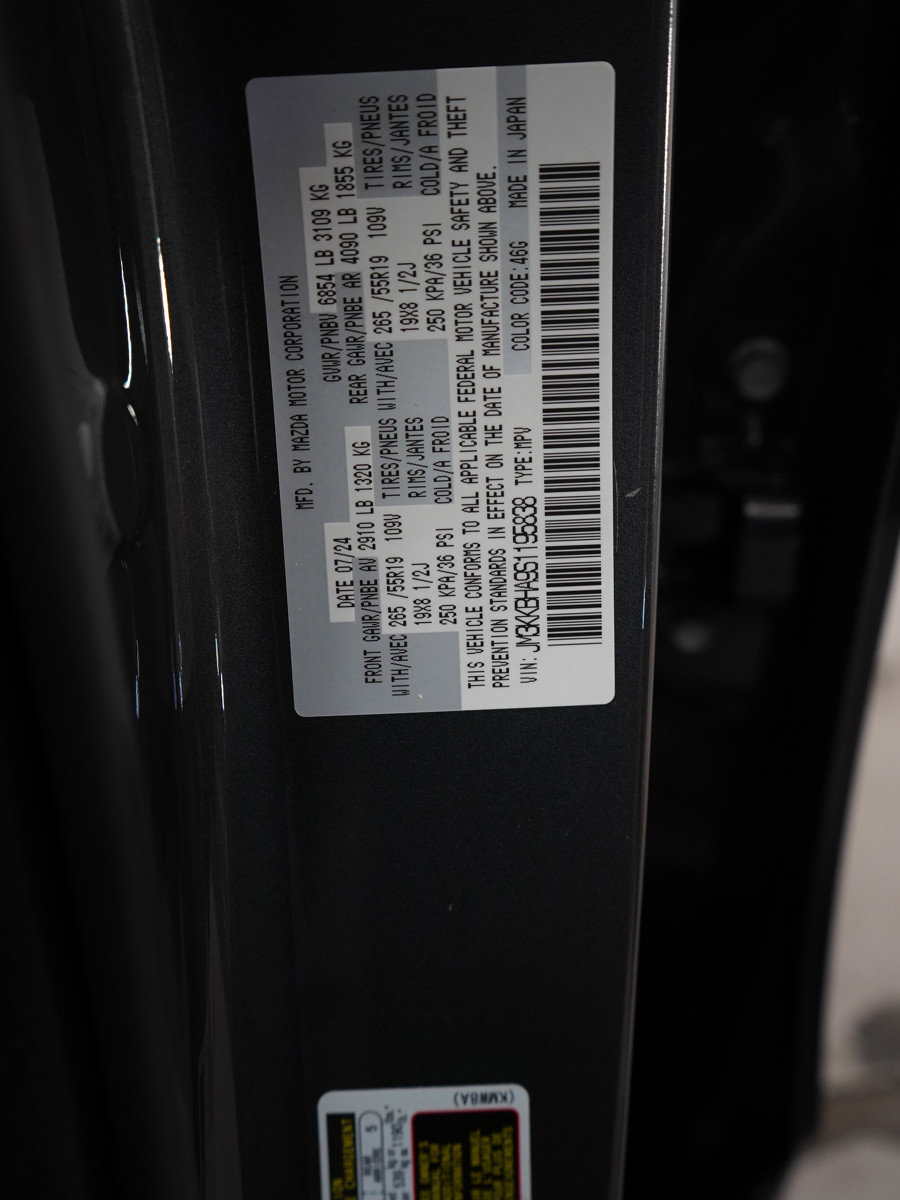 MFD. BY MAZDA MOTOR CORPORATION
DATE 07/24 GVWR/PNBV 6854 LB 3109 KG
FRONT GAWR/PNBE AV 2910 LB 1320 KG REAR GAWR/PNBE AR 4090 LB 1855 KG
WITH/AVEC 265 /55R19 109V TIRES/PNEUS WITH/AVEC 265 /55R19 109V TIRES/PNEUS
19X8 1/2J RIMS/JANTES 19X8 1/2J RIMS/JANTES
250 KPA/36 PSI COLD/A FROID 250 KPA/36 PSI COLD/A FROID
THIS VEHICLE CONFORMS TO ALL APPLICABLE FEDERAL MOTOR VEHICLE SAFETY AND THEFT
PREVENTION STANDARDS IN EFFECT ON THE DATE OF MANUFACTURE SHOWN ABOVE.
VIN: JM3KKBHA9S1195838 TYPE:MPV COLOR CODE:46G MADE IN JAPAN
(KMW8A)
CHARGEMENT
5